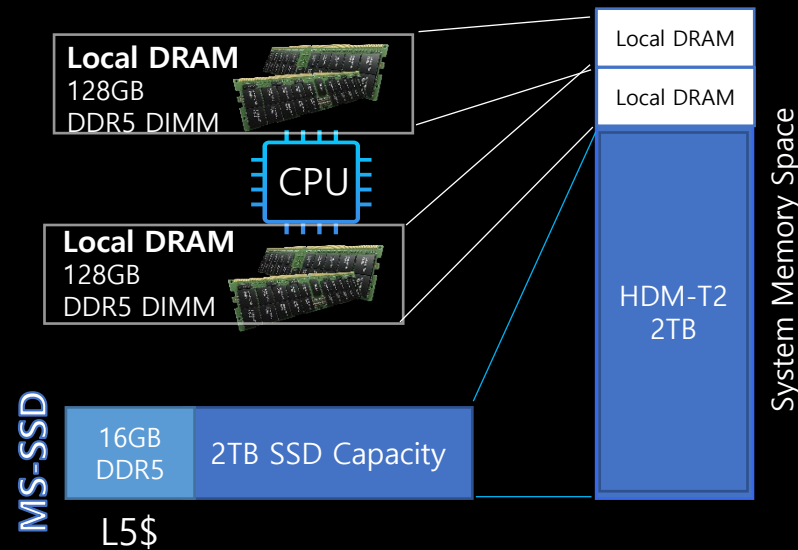 Local DRAM
128GB
DDR5 DIMM
CPU
Local DRAM
128GB
DDR5 DIMM
MS-SSD
16GB
DDR5
2TB SSD Capacity
L5$
Local DRAM
Local DRAM
HDM-T2
2TB
System Memory Space